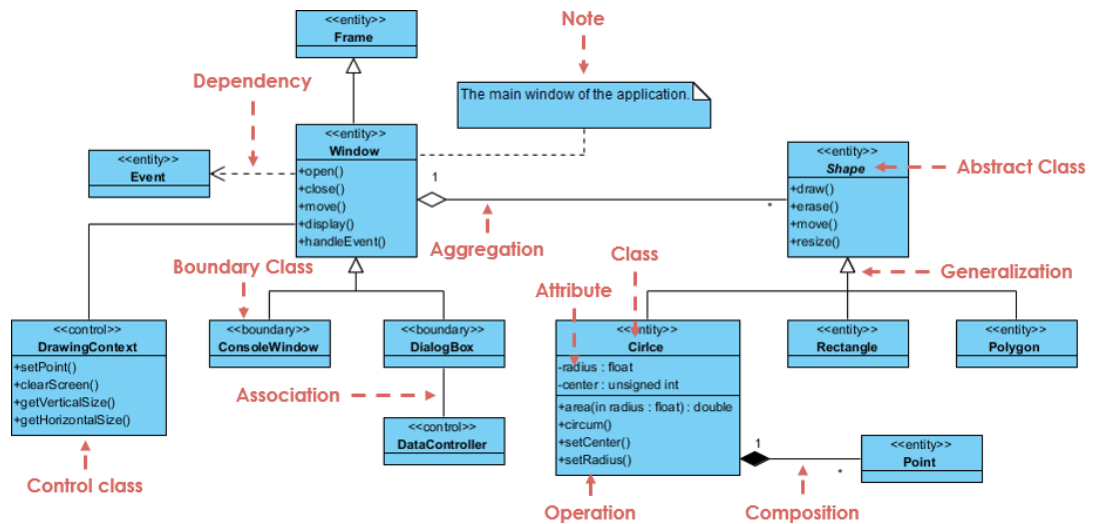 <<entity>>
Frame
Note
Dependency
The main window of the application.
<<entity>>
Window
+open()
+close()
+move()
+display()
+handleEvent()
<<entity>>
Event
1
*
Aggregation
<<entity>>
Shape
+draw()
+erase()
+move()
+resize()
Abstract Class
Boundary Class
Class
Attribute
Generalization
<<control>>
DrawingContext
+setPoint()
+clearScreen()
+getVerticalSize()
+getHorizontalSize()
<<boundary>>
ConsoleWindow
<<boundary>>
DialogBox
<<entity>>
Cirlce
-radius : float
-center : unsigned int
+area(in radius : float) : double
+circum()
+setCenter()
+setRadius()
<<entity>>
Rectangle
<<entity>>
Polygon
Association
<<control>>
DataController
1
*
<<entity>>
Point
Control class
Operation
Composition